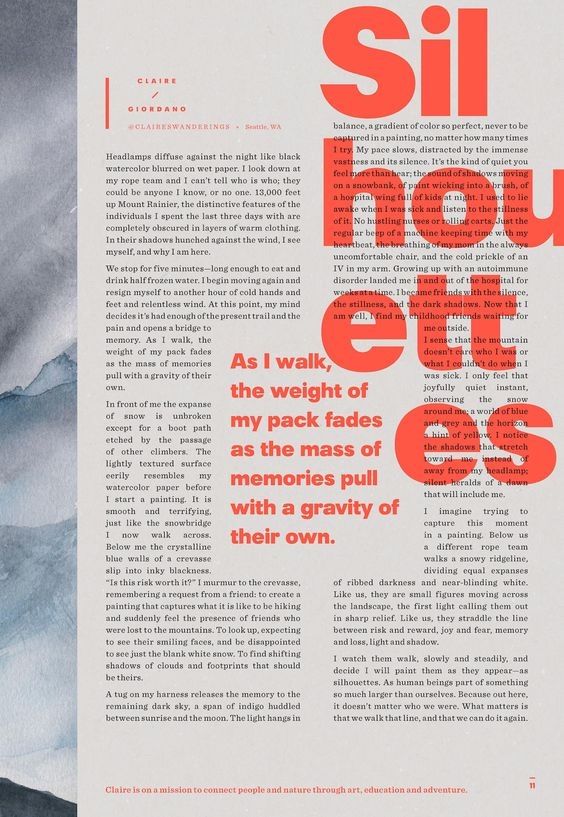 Sil
hou
ett
es
CLAIRE
/
GIORDANO
@CLAIRESWANDERINGS • Seattle, WA
Headlamps diffuse against the night like black
watercolor blurred on wet paper. I look down at
my rope team and I can't tell who is who; they
could be anyone I know, or no one. 13,000 feet
up Mount Rainier, the distinctive features of the
individuals I spent the last three days with are
completely obscured in layers of warm clothing.
In their shadows hunched against the wind, I see
myself, and why I am here.
We stop for five minutes—long enough to eat and
drink half frozen water. I begin moving again and
resign myself to another hour of cold hands and
feet and relentless wind. At this point, my mind
decides it's had enough of the present trail and the
pain and opens a bridge to
memory. As I walk, the
weight of my pack fades
as the mass of memories
pull with a gravity of their
own.
In front of me the expanse
of snow is unbroken
except for a boot path
etched by the passage
of other climbers. The
lightly textured surface
eerily resembles my
watercolor paper before
I start a painting. It is
smooth and terrifying,
just like the snowbridge
I now walk across.
Below me the crystalline
blue walls of a crevasse
slip into inky blackness.
“Is this risk worth it?” I murmur to the crevasse,
remembering a request from a friend: to create a
painting that captures what it is like to be hiking
and suddenly feel the presence of friends who
were lost to the mountains. To look up, expecting
to see their smiling faces, and be disappointed
to see just the blank white snow. To find shifting
shadows of clouds and footprints that should
be theirs.
A tug on my harness releases the memory to the
remaining dark sky, a span of indigo huddled
between sunrise and the moon. The light hangs in
As I walk,
the weight of
my pack fades
as the mass of
memories pull
with a gravity of
their own.
balance, a gradient of color so perfect, never to be
captured in a painting, no matter how many times
I try. My pace slows, distracted by the immense
vastness and its silence. It's the kind of quiet you
feel more than hear; the sound of shadows moving
on a snowbank, of paint wicking into a brush, of
a hospital wing full of kids at night. I used to lie
awake when I was sick and listen to the stillness
of it. No hustling nurses or rolling carts. Just the
regular beep of a machine keeping time with my
heartbeat, the breathing of my mom in the always
uncomfortable chair, and the cold prickle of an
IV in my arm. Growing up with an autoimmune
disorder landed me in and out of the hospital for
weeks at a time. I became friends with the silence,
the stillness, and the dark shadows. Now that I
am well, I find my childhood friends waiting for
me outside.
I sense that the mountain
doesn't care who I was or
what I couldn't do when I
was sick. I only feel that
joyfully quiet instant,
observing the snow
around me; a world of blue
and grey and the horizon
a hint of yellow, I notice
the shadows that stretch
toward me instead of
away from my headlamp;
silent heralds of a dawn
that will include me.
I imagine trying to
capture this moment
in a painting. Below us
a different rope team
walks a snowy ridgeline,
dividing equal expanses
of ribbed darkness and near-blinding white.
Like us, they are small figures moving across
the landscape, the first light calling them out
in sharp relief. Like us, they straddle the line
between risk and reward, joy and fear, memory
and loss, light and shadow.
I watch them walk, slowly and steadily, and
decide I will paint them as they appear—as
silhouettes. As human beings part of something
so much larger than ourselves. Because out here,
it doesn't matter who we were. What matters is
that we walk that line, and that we can do it again.
Claire is on a mission to connect people and nature through art, education and adventure.
11